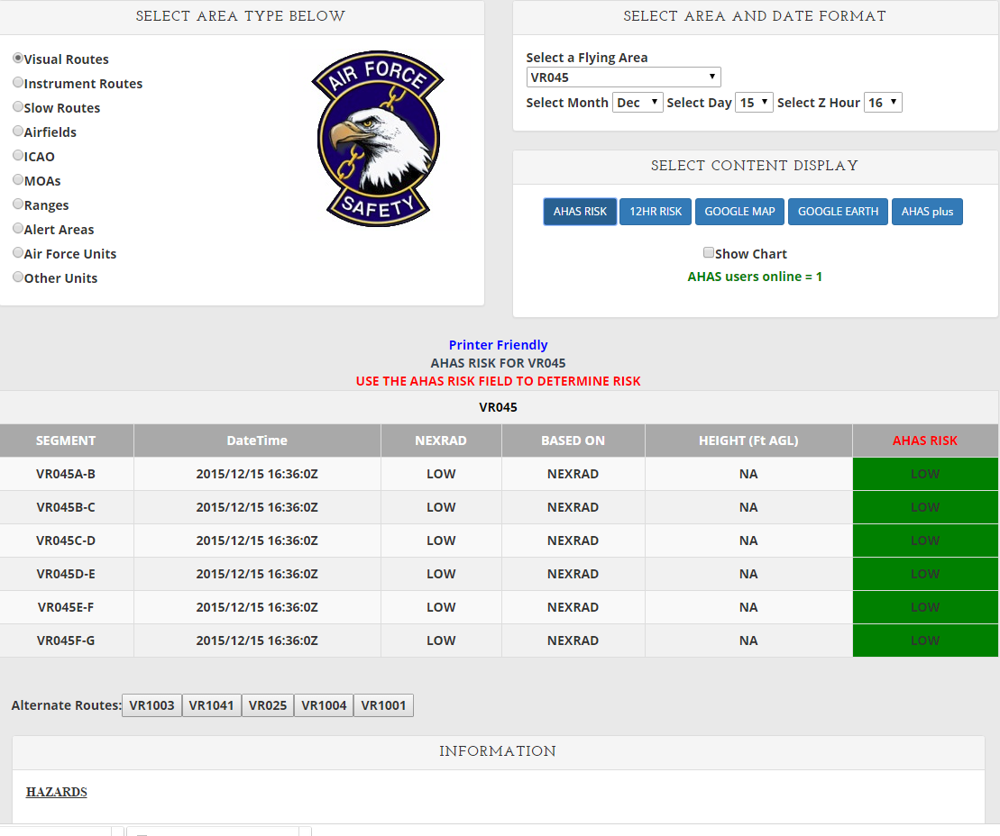 SELECT AREA TYPE BELOW
Visual Routes
Instrument Routes
Slow Routes
Airfields
ICAO
MOAs
Ranges
Alert Areas
Air Force Units
Other Units
AIR FORCE
SAFETY
SELECT AREA AND DATE FORMAT
Select a Flying Area
VR045
Select Month Dec Select Day 15 Select Z Hour 16
SELECT CONTENT DISPLAY
AHAS RISK 12HR RISK GOOGLE MAP GOOGLE EARTH AHAS plus
Show Chart
AHAS users online = 1
Printer Friendly
AHAS RISK FOR VR045
USE THE AHAS RISK FIELD TO DETERMINE RISK
VR045
SEGMENT DateTime NEXRAD BASED ON HEIGHT (Ft AGL) AHAS RISK
VR045A-B 2015/12/15 16:36:0Z LOW NEXRAD NA LOW
VR045B-C 2015/12/15 16:36:0Z LOW NEXRAD NA LOW
VR045C-D 2015/12/15 16:36:0Z LOW NEXRAD NA LOW
VR045D-E 2015/12/15 16:36:0Z LOW NEXRAD NA LOW
VR045E-F 2015/12/15 16:36:0Z LOW NEXRAD NA LOW
VR045F-G 2015/12/15 16:36:0Z LOW NEXRAD NA LOW
Alternate Routes: VR1003 VR1041 VR025 VR1004 VR1001
INFORMATION
HAZARDS